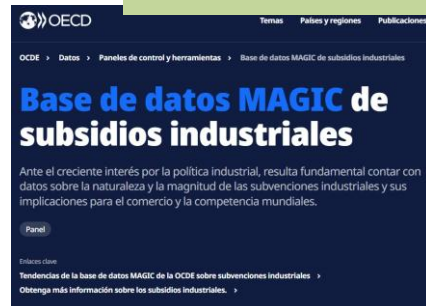 OECD
Temas Países y regiones Publicaciones
OCDE > Datos > Paneles de control y herramientas > Base de datos MAGIC de subsidios industriales
Base de datos MAGIC de
subsidios industriales
Ante el creciente interés por la política industrial, resulta fundamental contar con
datos sobre la naturaleza y la magnitud de las subvenciones industriales y sus
implicaciones para el comercio y la competencia mundiales.
Panel
Enlaces clave
Tendencias de la base de datos MAGIC de la OCDE sobre subvenciones industriales >
Obtenga más información sobre los subsidios industriales. >